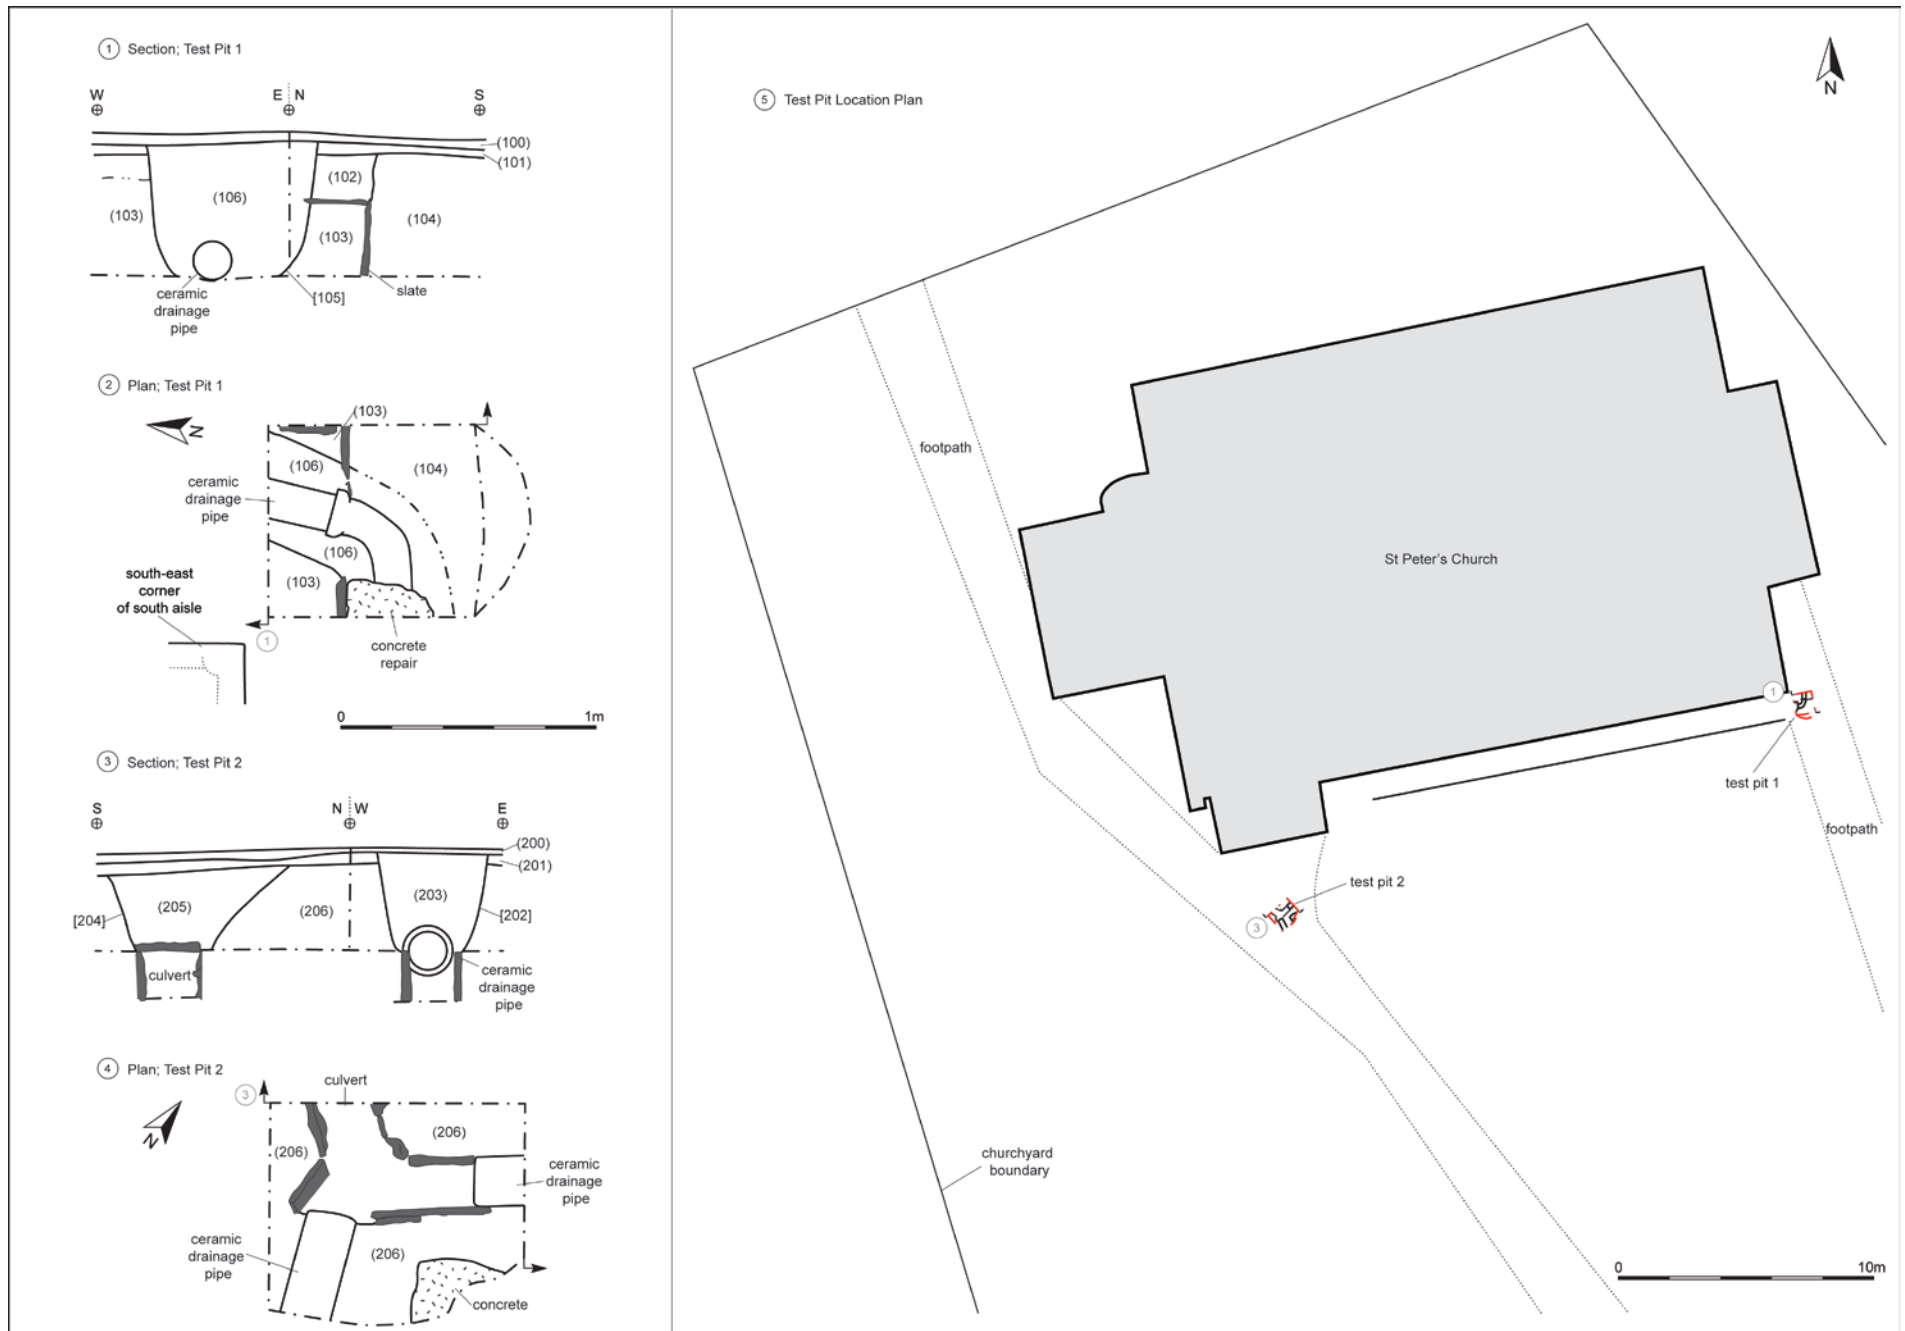 1 Section; Test Pit 1
W
E N
S
(100)
(101)
(102)
(106)
(103)
(104)
(103)
ceramic
drainage
pipe
[105]
slate
2 Plan; Test Pit 1
N
(103)
(106)
(104)
ceramic
drainage
pipe
(106)
(103)
south-east
corner
of south aisle
1
concrete
repair
0 1m
3 Section; Test Pit 2
S
N W
E
(200)
(201)
(203)
(205)
(206)
[204]
[202]
culvert
ceramic
drainage
pipe
4 Plan; Test Pit 2
3
culvert
N
(206)
(206)
ceramic
drainage
pipe
ceramic
drainage
pipe
(206)
concrete
5 Test Pit Location Plan
N
footpath
St Peter's Church
1
test pit 1
footpath
test pit 2
3
churchyard
boundary
0 10m